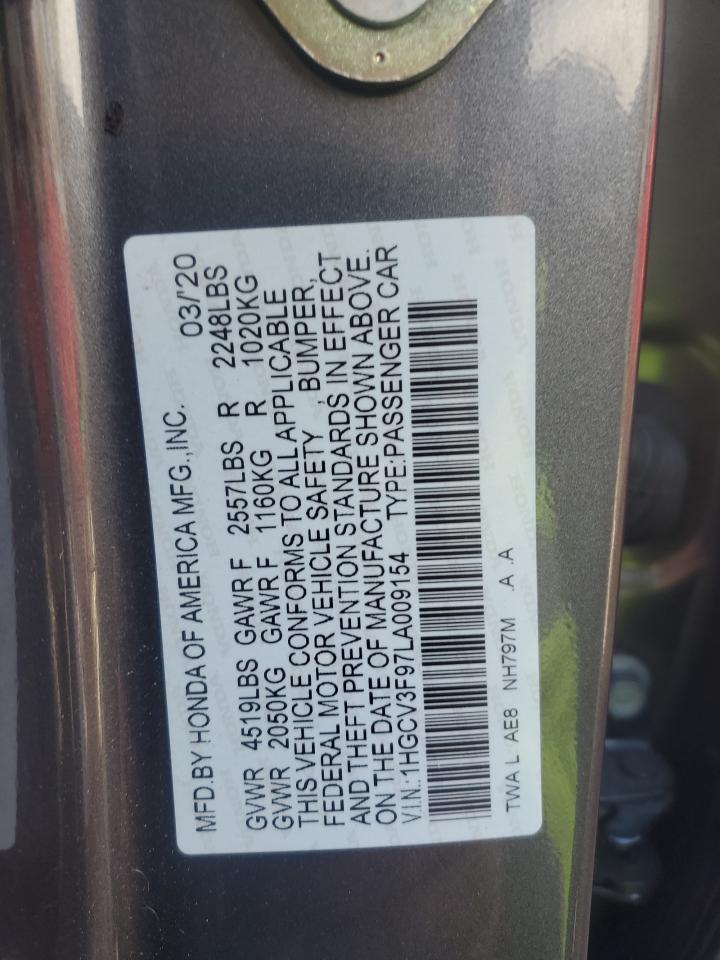 MFD.BY HONDA OF AMERICA MFG.,INC. 03/'20
GVWR 4519LBS GAWR F 2557LBS R 2248LBS
GVWR 2050KG GAWR F 1160KG R 1020KG
THIS VEHICLE CONFORMS TO ALL APPLICABLE
FEDERAL MOTOR VEHICLE SAFETY , BUMPER,
AND THEFT PREVENTION STANDARDS IN EFFECT
ON THE DATE OF MANUFACTURE SHOWN ABOVE.
V.I.N.:1HGCV3F97LA009154 TYPE:PASSENGER CAR
TWA L AE8 NH797M .A .A